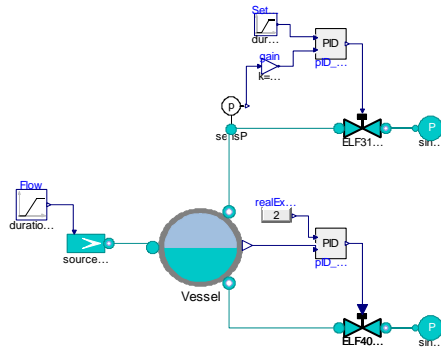 Set...
dur...
PID
pID_...
gain
k=...
p
sensP
ELF31...
P
sin...
Flow
duratio...
source...
Vessel
realEx...
2
PID
pID_...
ELF40...
P
sin...